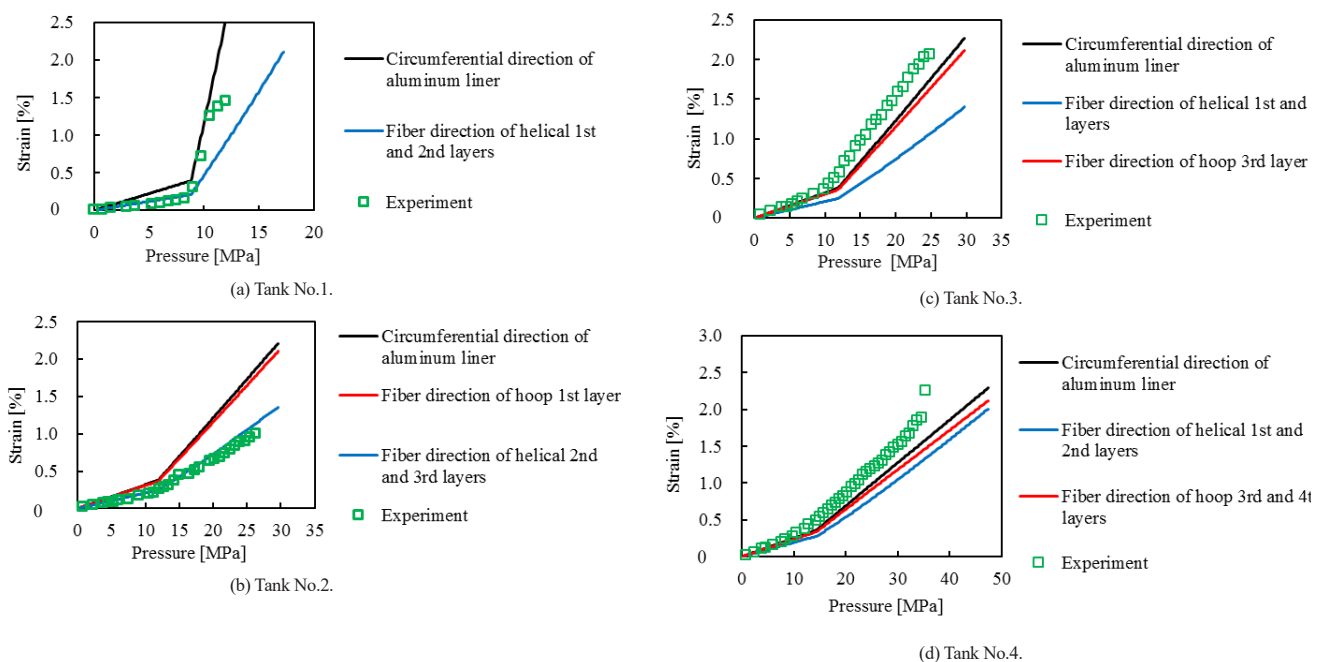 2.5
2.0
1.5
1.0
0.5
0
Strain [%]
0 5 10 15 20
Pressure [MPa]
Circumferential direction of
aluminum liner
Fiber direction of helical 1st
and 2nd layers
Experiment
(a) Tank No.1.
2.5
2.0
1.5
1.0
0.5
0
Strain [%]
0 5 10 15 20 25 30 35
Pressure [MPa]
Circumferential direction of
aluminum liner
Fiber direction of hoop 1st layer
Fiber direction of helical 2nd
and 3rd layers
Experiment
(b) Tank No.2.
2.5
2.0
1.5
1.0
0.5
0
Strain [%]
0 5 10 15 20 25 30 35
Pressure [MPa]
Circumferential direction of
aluminum liner
Fiber direction of helical 1st and
layers
Fiber direction of hoop 3rd layer
Experiment
(c) Tank No.3.
3.0
2.5
2.0
1.5
1.0
0.5
0
Strain [%]
0 10 20 30 40 50
Pressure [MPa]
Circumferential direction of
aluminum liner
Fiber direction of helical 1st and
2nd layers
Fiber direction of hoop 3rd and 4t
layers
Experiment
(d) Tank No.4.